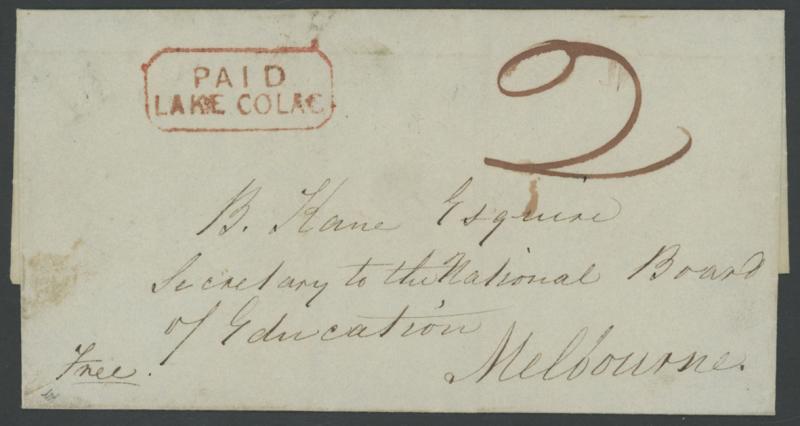 PAID
LAKE COLAC
2
B. Kane Esquire
Secretary to the National Board
of Education
Melbourne.
Free.